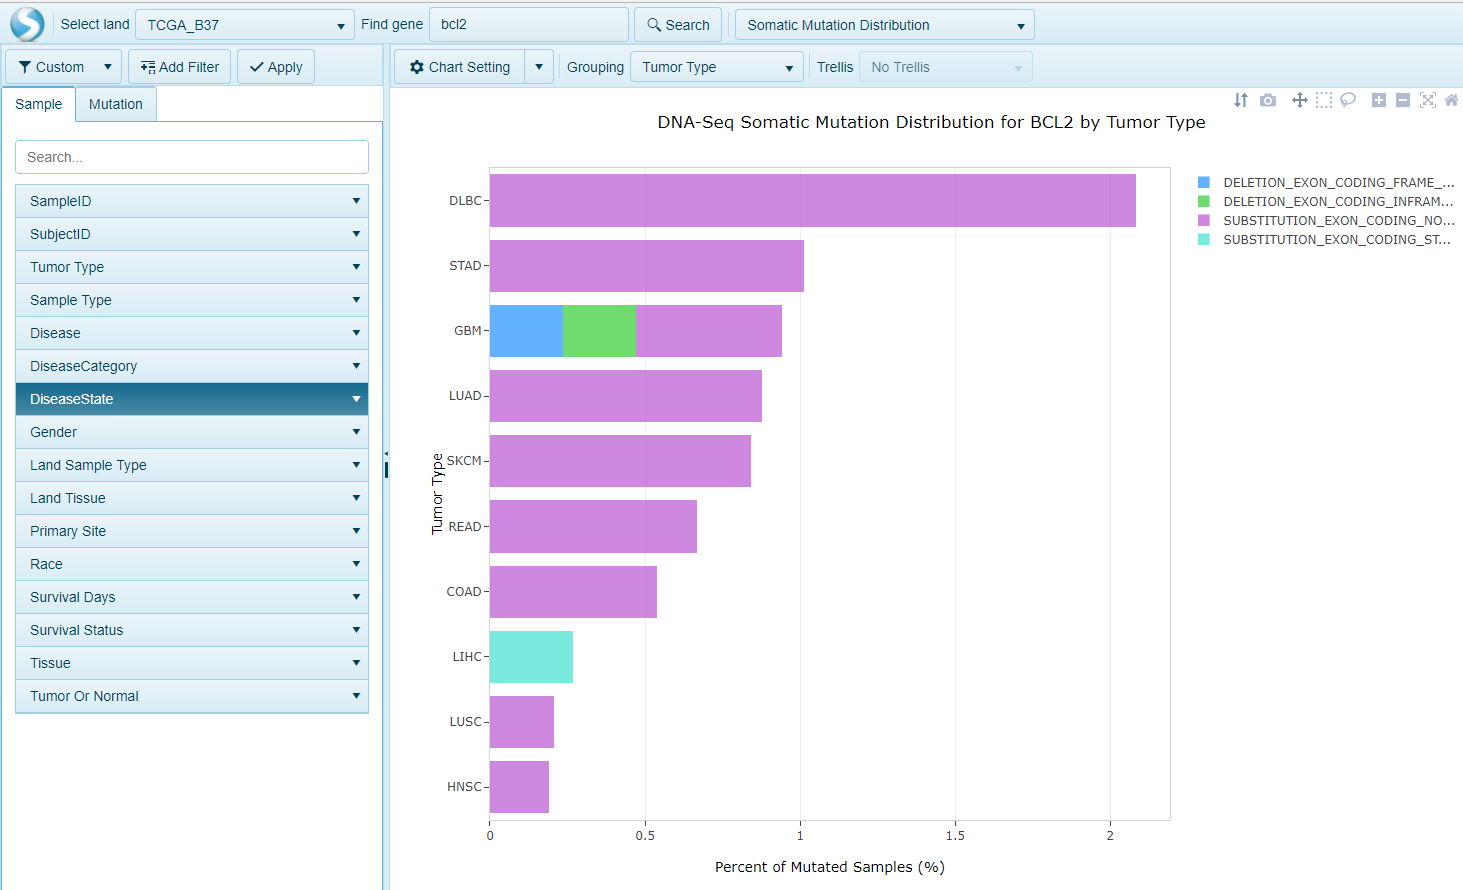 Select land TCGA_B37 Find gene bcl2 Search Somatic Mutation Distribution
Custom Add Filter Apply Chart Setting Grouping Tumor Type Trellis No Trellis
Sample Mutation
Search...
SampleID
SubjectID
Tumor Type
Sample Type
Disease
DiseaseCategory
DiseaseState
Gender
Land Sample Type
Land Tissue
Primary Site
Race
Survival Days
Survival Status
Tissue
Tumor Or Normal
DNA-Seq Somatic Mutation Distribution for BCL2 by Tumor Type
Tumor Type
DLBC
STAD
GBM
LUAD
SKCM
READ
COAD
LIHC
LUSC
HNSC
0 0.5 1 1.5 2
Percent of Mutated Samples (%)
DELETION_EXON_CODING_FRAME_...
DELETION_EXON_CODING_INFRAM...
SUBSTITUTION_EXON_CODING_NO...
SUBSTITUTION_EXON_CODING_ST...